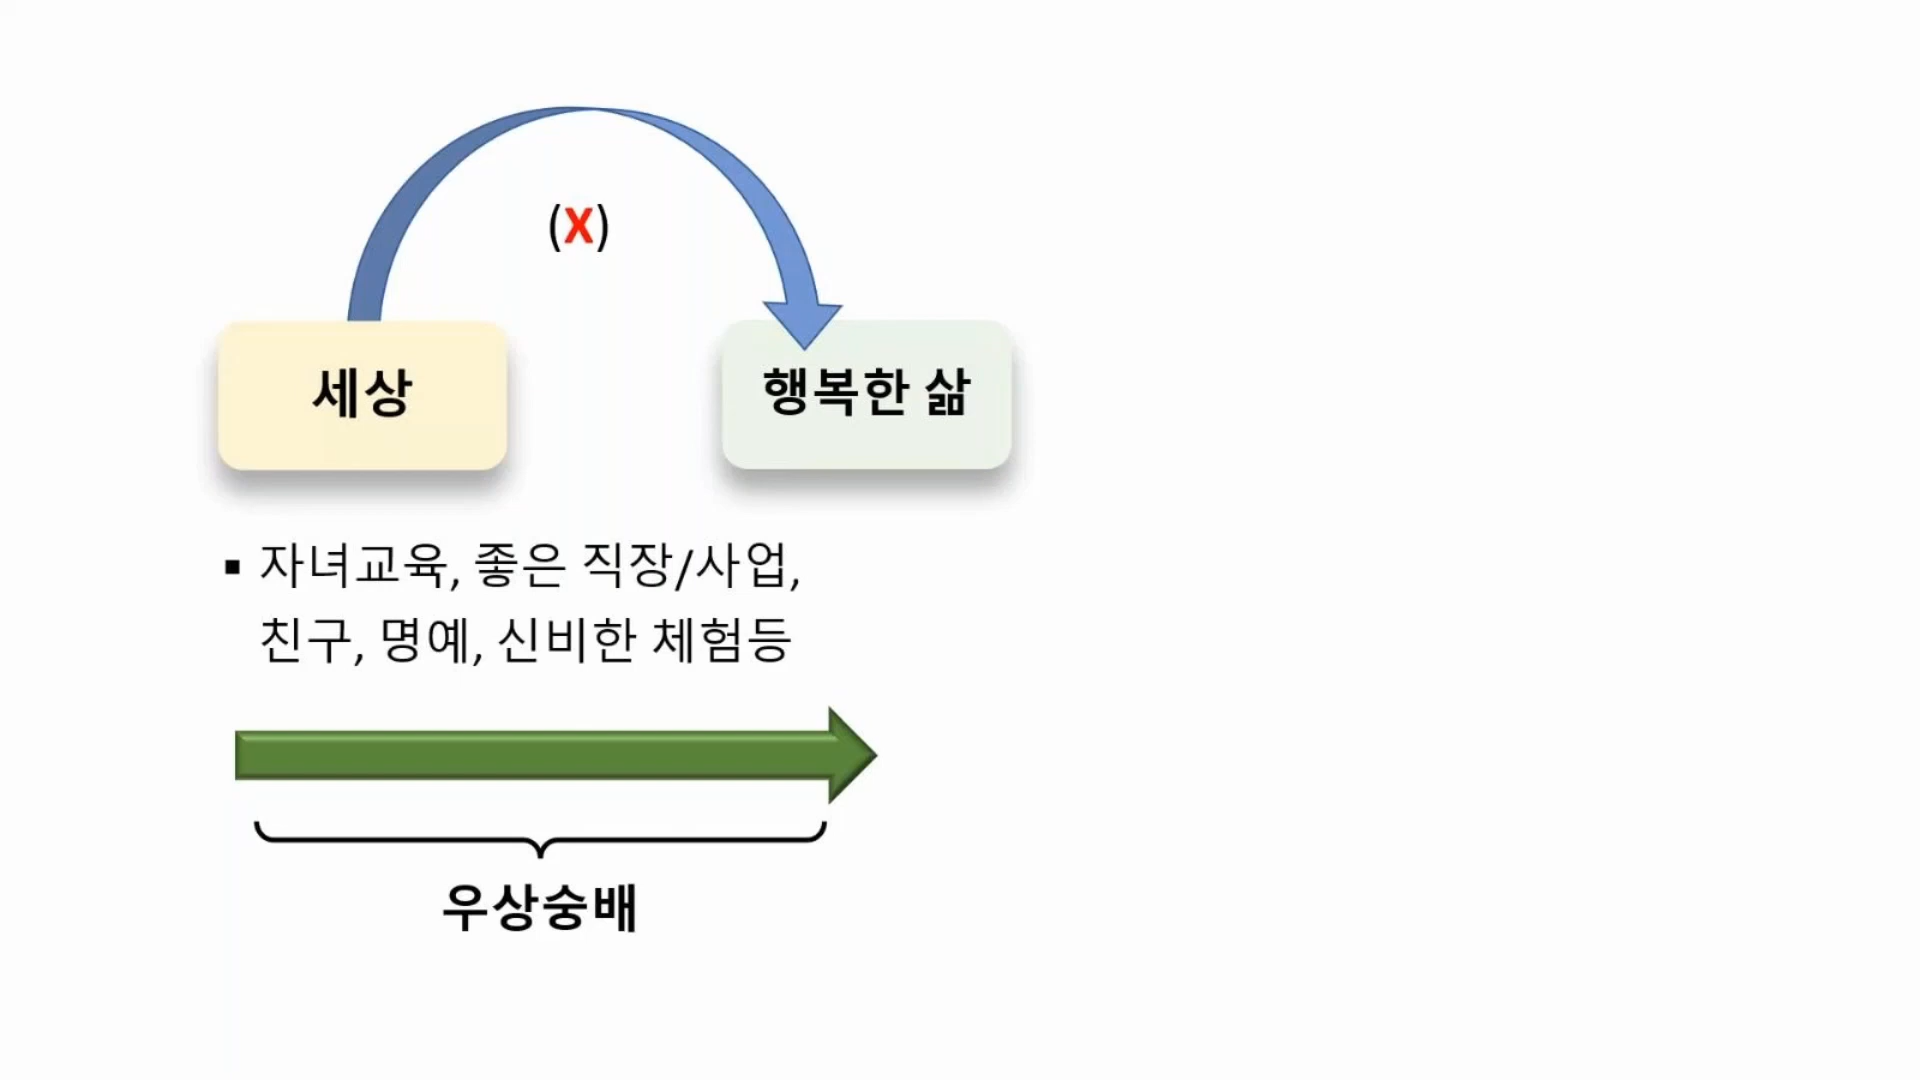 (X)
세상
행복한 삶
▪ 자녀교육, 좋은 직장/사업,
친구, 명예, 신비한 체험등
우상숭배